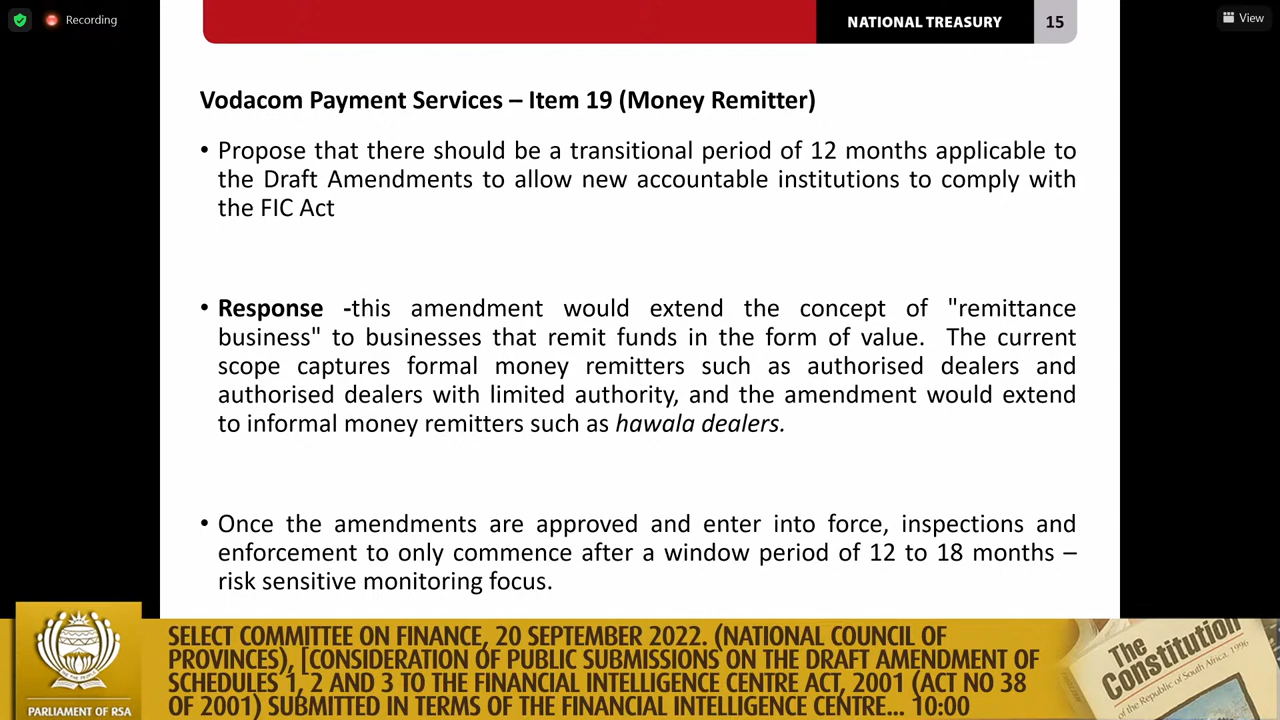 Recording
View
NATIONAL TREASURY 15
Vodacom Payment Services – Item 19 (Money Remitter)
• Propose that there should be a transitional period of 12 months applicable to
the Draft Amendments to allow new accountable institutions to comply with
the FIC Act
• Response -this amendment would extend the concept of "remittance
business" to businesses that remit funds in the form of value. The current
scope captures formal money remitters such as authorised dealers and
authorised dealers with limited authority, and the amendment would extend
to informal money remitters such as hawala dealers.
• Once the amendments are approved and enter into force, inspections and
enforcement to only commence after a window period of 12 to 18 months –
risk sensitive monitoring focus.
SELECT COMMITTEE ON FINANCE, 20 SEPTEMBER 2022. (NATIONAL COUNCIL OF
PROVINCES), [CONSIDERATION OF PUBLIC SUBMISSIONS ON THE DRAFT AMENDMENT OF
SCHEDULES 1, 2 AND 3 TO THE FINANCIAL INTELLIGENCE CENTRE ACT, 2001 (ACT NO 38
OF 2001) SUBMITTED IN TERMS OF THE FINANCIAL INTELLIGENCE CENTRE... 10:00
PARLIAMENT OF RSA
The
Constitution
of the Republic of South Africa, 1996